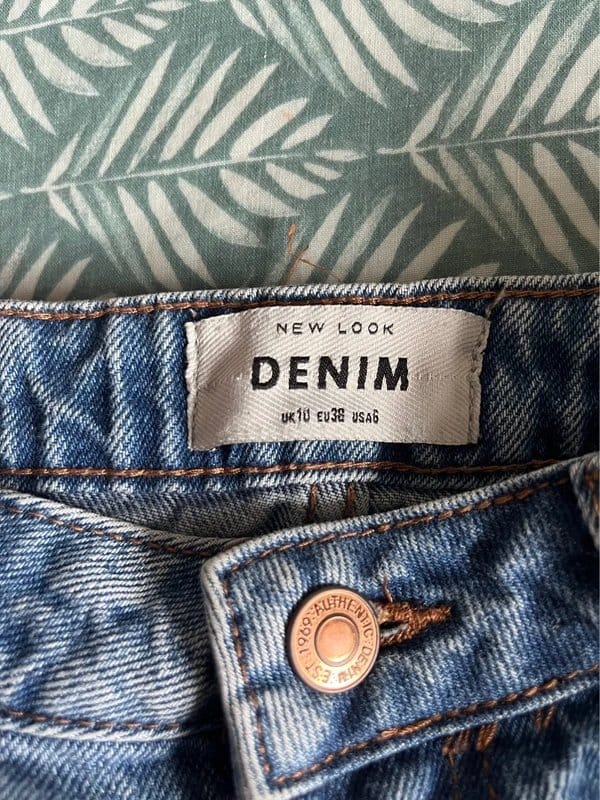 NEW LOOK
DENIM
UK10 EU38 USA6
AUTHENTIC DENIM
EST·1969·